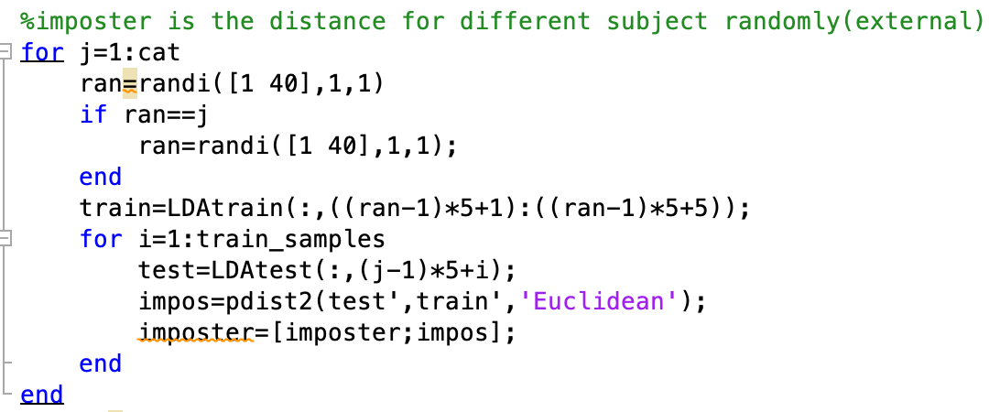 %imposter is the distance for different subject randomly(external)
for j=1:cat
    ran=randi([1 40],1,1)
    if ran==j
        ran=randi([1 40],1,1);
    end
    train=LDAtrain(:,((ran-1)*5+1):((ran-1)*5+5));
    for i=1:train_samples
        test=LDAtest(:,(j-1)*5+i);
        impos=pdist2(test',train','Euclidean');
        imposter=[imposter;impos];
    end
end